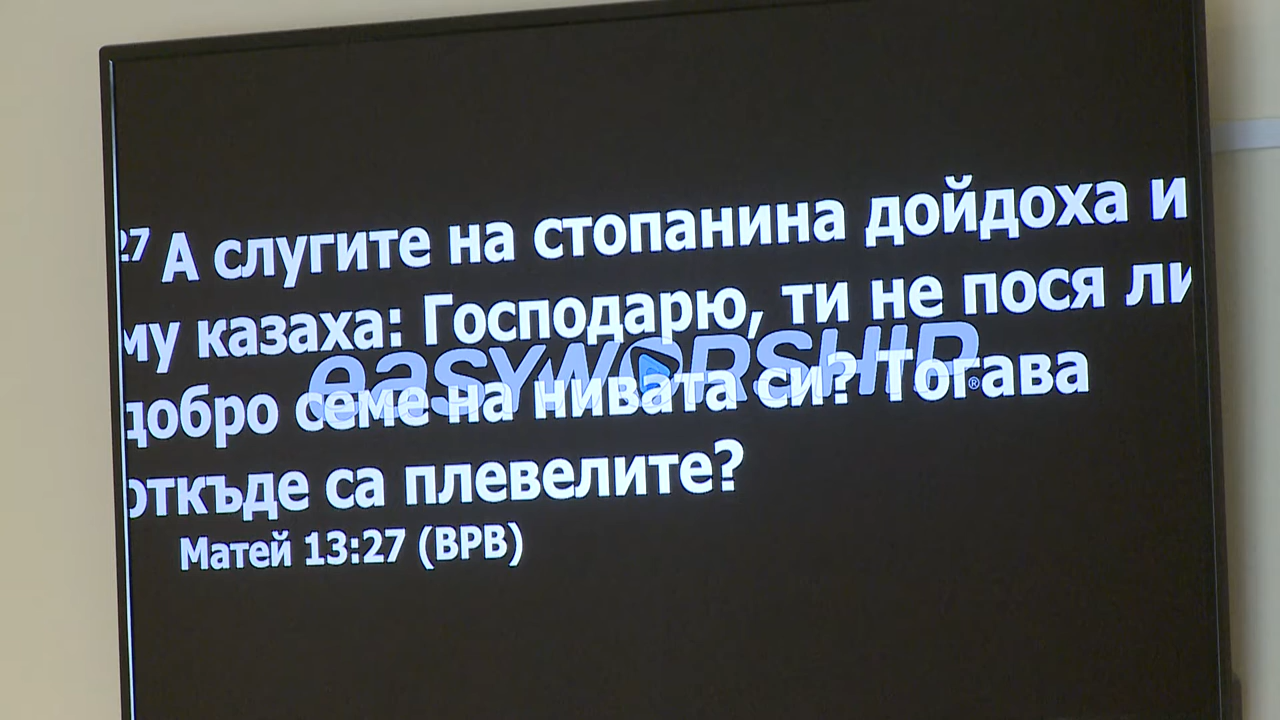 27 А слугите на стопанина дойдоха и
му казаха: Господарю, ти не пося ли
easyworship®
добро семе на нивата си? Тогава
откъде са плевелите?
Матей 13:27 (ВРВ)